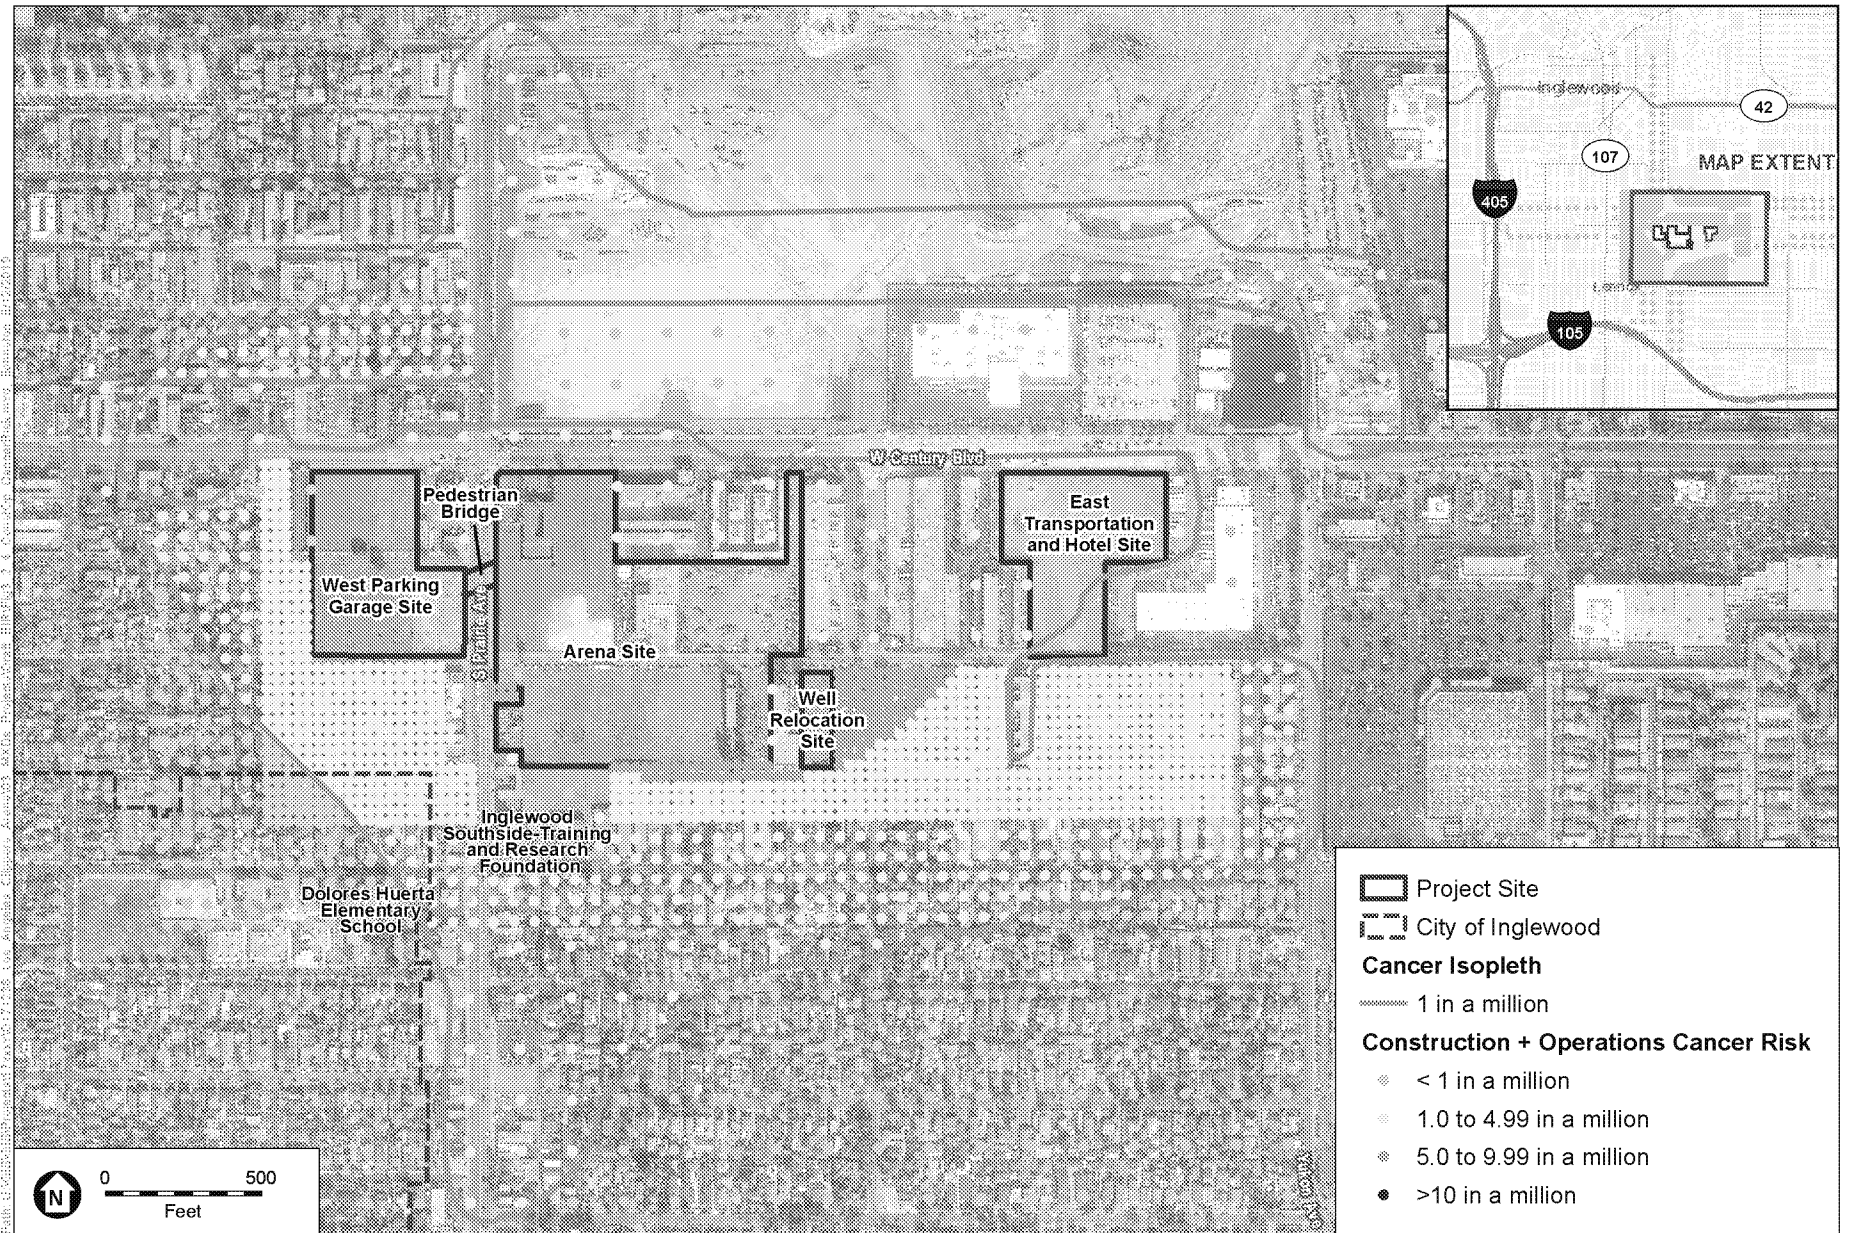 Inglewood
42
107
MAP EXTENT
405
105
W Century Blvd
Pedestrian
Bridge
East
Transportation
and Hotel Site
West Parking
Garage Site
S Prairie Ave
Arena Site
Well
Relocation
Site
Inglewood
Southside-Training
and Research
Foundation
Dolores Huerta
Elementary
School
Project Site
City of Inglewood
Cancer Isopleth
1 in a million
Construction + Operations Cancer Risk
< 1 in a million
1.0 to 4.99 in a million
5.0 to 9.99 in a million
>10 in a million
N
0 500
Feet